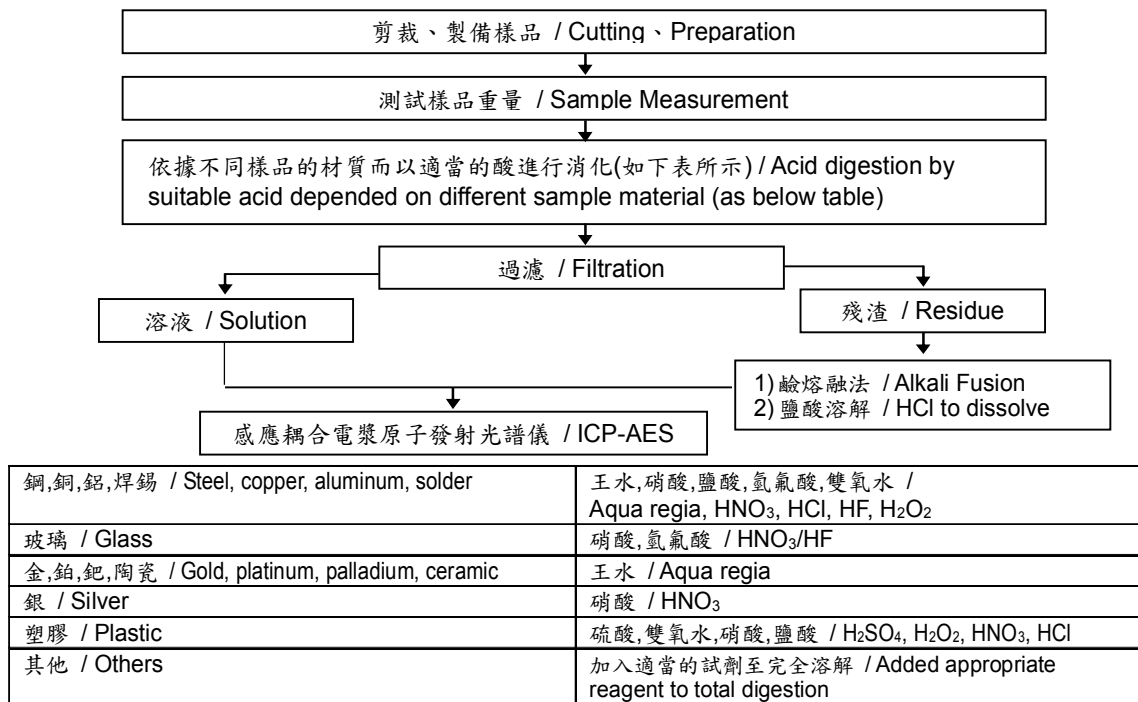 剪裁、製備樣品 / Cutting、Preparation
測試樣品重量 / Sample Measurement
依據不同樣品的材質而以適當的酸進行消化(如下表所示) / Acid digestion by
suitable acid depended on different sample material (as below table)
過濾 / Filtration
溶液 / Solution
殘渣 / Residue
1) 鹼熔融法 / Alkali Fusion
2) 鹽酸溶解 / HCl to dissolve
感應耦合電漿原子發射光譜儀 / ICP-AES
鋼,銅,鋁,焊錫 / Steel, copper, aluminum, solder
王水,硝酸,鹽酸,氫氟酸,雙氧水 /
Aqua regia, HNO₃, HCl, HF, H₂O₂
玻璃 / Glass
硝酸,氫氟酸 / HNO₃/HF
金,鉑,鈀,陶瓷 / Gold, platinum, palladium, ceramic
王水 / Aqua regia
銀 / Silver
硝酸 / HNO₃
塑膠 / Plastic
硫酸,雙氧水,硝酸,鹽酸 / H₂SO₄, H₂O₂, HNO₃, HCl
其他 / Others
加入適當的試劑至完全溶解 / Added appropriate
reagent to total digestion